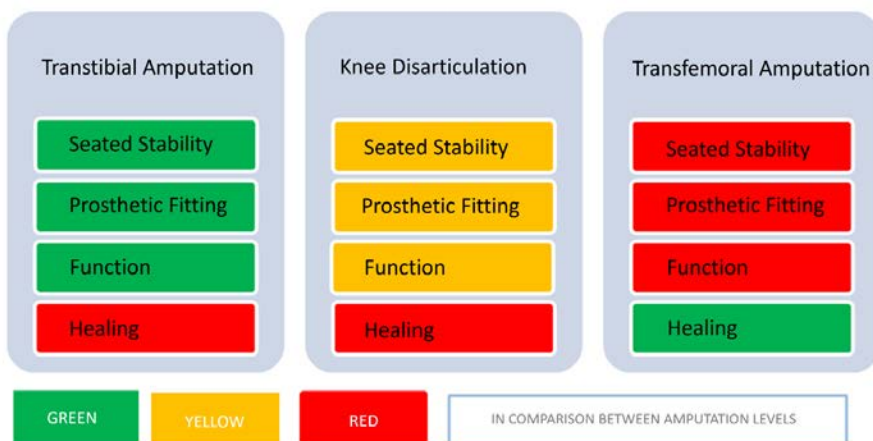 Transtibial Amputation
Seated Stability
Prosthetic Fitting
Function
Healing
Knee Disarticulation
Seated Stability
Prosthetic Fitting
Function
Healing
Transfemoral Amputation
Seated Stability
Prosthetic Fitting
Function
Healing
GREEN
YELLOW
RED
IN COMPARISON BETWEEN AMPUTATION LEVELS